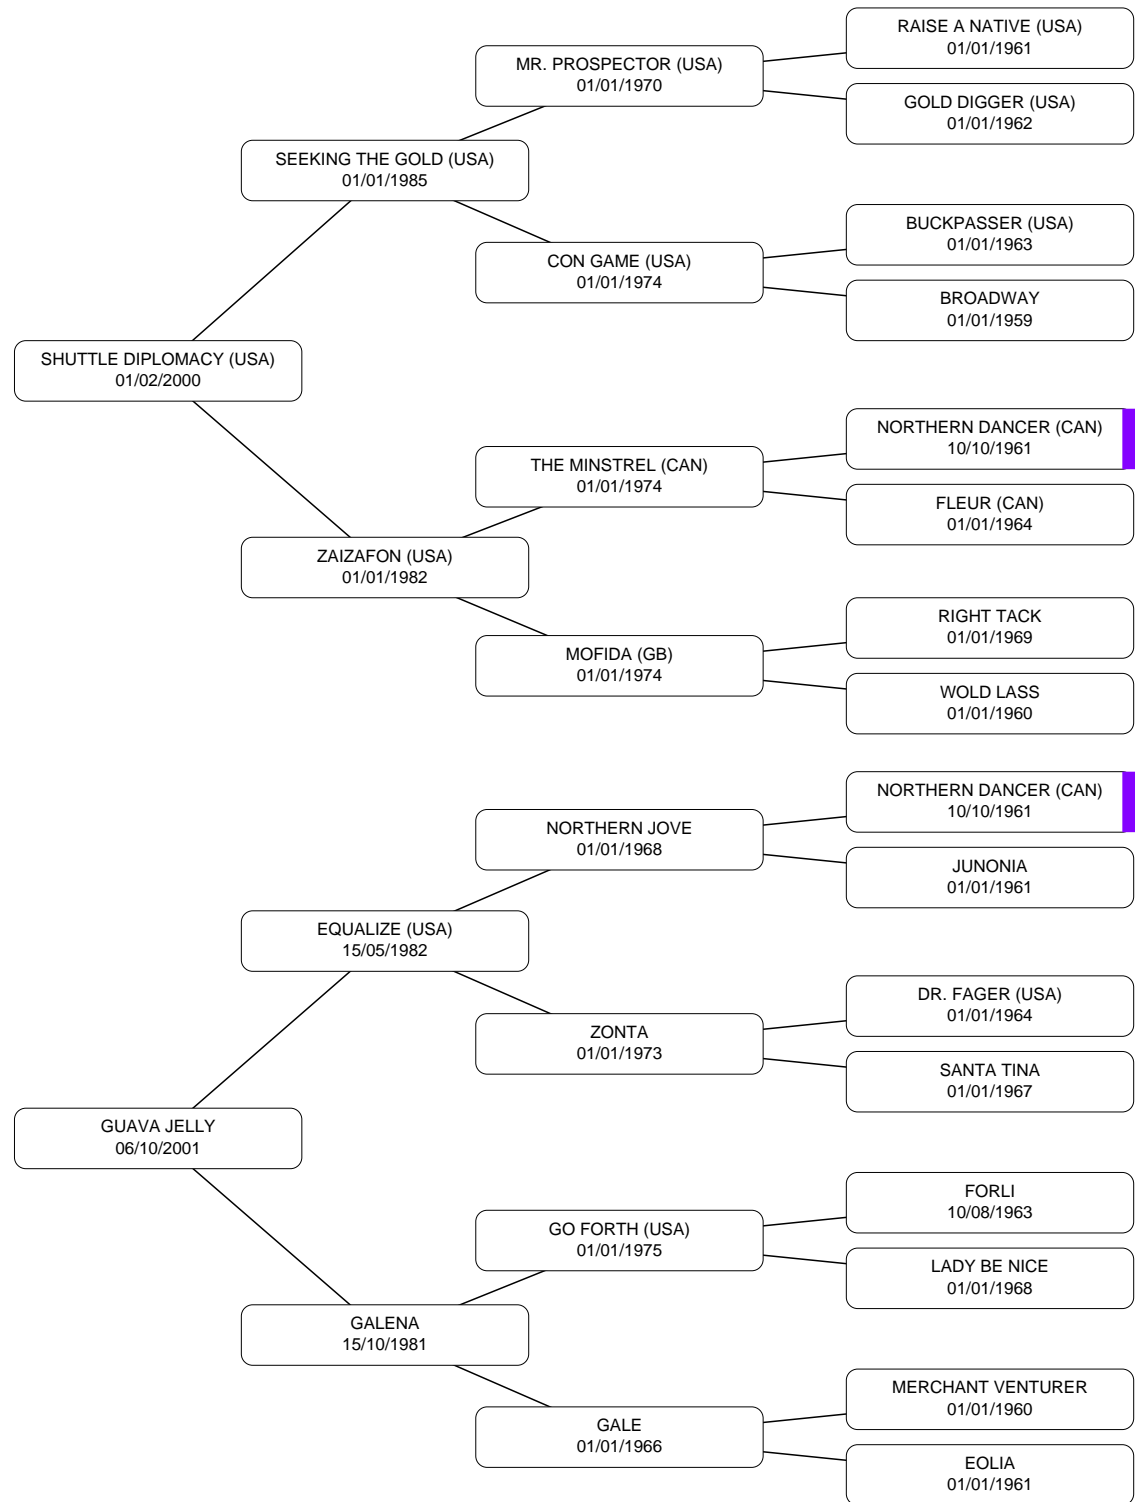 RAISE A NATIVE (USA)
01/01/1961
MR. PROSPECTOR (USA)
01/01/1970
GOLD DIGGER (USA)
01/01/1962
SEEKING THE GOLD (USA)
01/01/1985
BUCKPASSER (USA)
01/01/1963
CON GAME (USA)
01/01/1974
BROADWAY
01/01/1959
SHUTTLE DIPLOMACY (USA)
01/02/2000
NORTHERN DANCER (CAN)
10/10/1961
THE MINSTREL (CAN)
01/01/1974
FLEUR (CAN)
01/01/1964
ZAIZAFON (USA)
01/01/1982
RIGHT TACK
01/01/1969
MOFIDA (GB)
01/01/1974
WOLD LASS
01/01/1960
NORTHERN DANCER (CAN)
10/10/1961
NORTHERN JOVE
01/01/1968
JUNONIA
01/01/1961
EQUALIZE (USA)
15/05/1982
DR. FAGER (USA)
01/01/1964
ZONTA
01/01/1973
SANTA TINA
01/01/1967
GUAVA JELLY
06/10/2001
FORLI
10/08/1963
GO FORTH (USA)
01/01/1975
LADY BE NICE
01/01/1968
GALENA
15/10/1981
MERCHANT VENTURER
01/01/1960
GALE
01/01/1966
EOLIA
01/01/1961